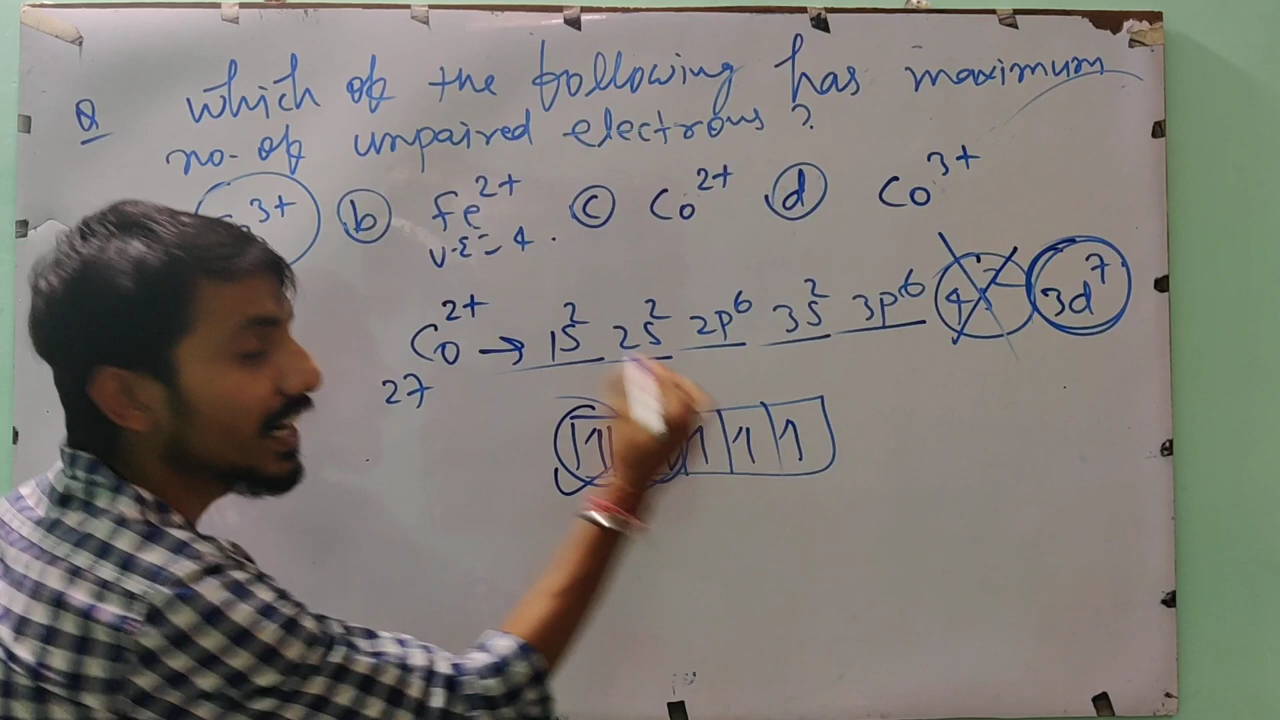 Q which of the following has maximum
no. of unpaired electrons ?
3+ b Fe2+ c Co2+ d Co3+
u.E = 4.
Co2+ → 1s2 2s2 2p6 3s2 3p6 3d7
27